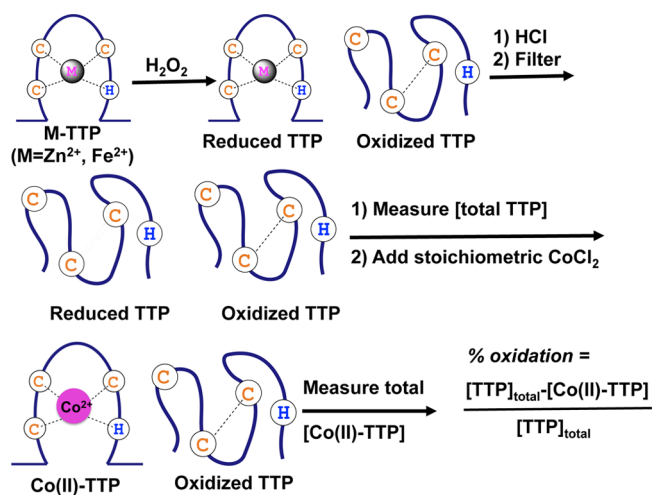 C
C
M
C
H
M-TTP
(M=Zn2+, Fe2+)
H2O2
C
C
M
C
H
Reduced TTP
C
C
C
H
Oxidized TTP
1) HCl
2) Filter
C
C
C
H
Reduced TTP
C
C
C
H
Oxidized TTP
1) Measure [total TTP]
2) Add stoichiometric CoCl2
C
C
Co2+
C
H
Co(II)-TTP
C
C
C
H
Oxidized TTP
Measure total
[Co(II)-TTP]
% oxidation =
[TTP]total-[Co(II)-TTP]
[TTP]total